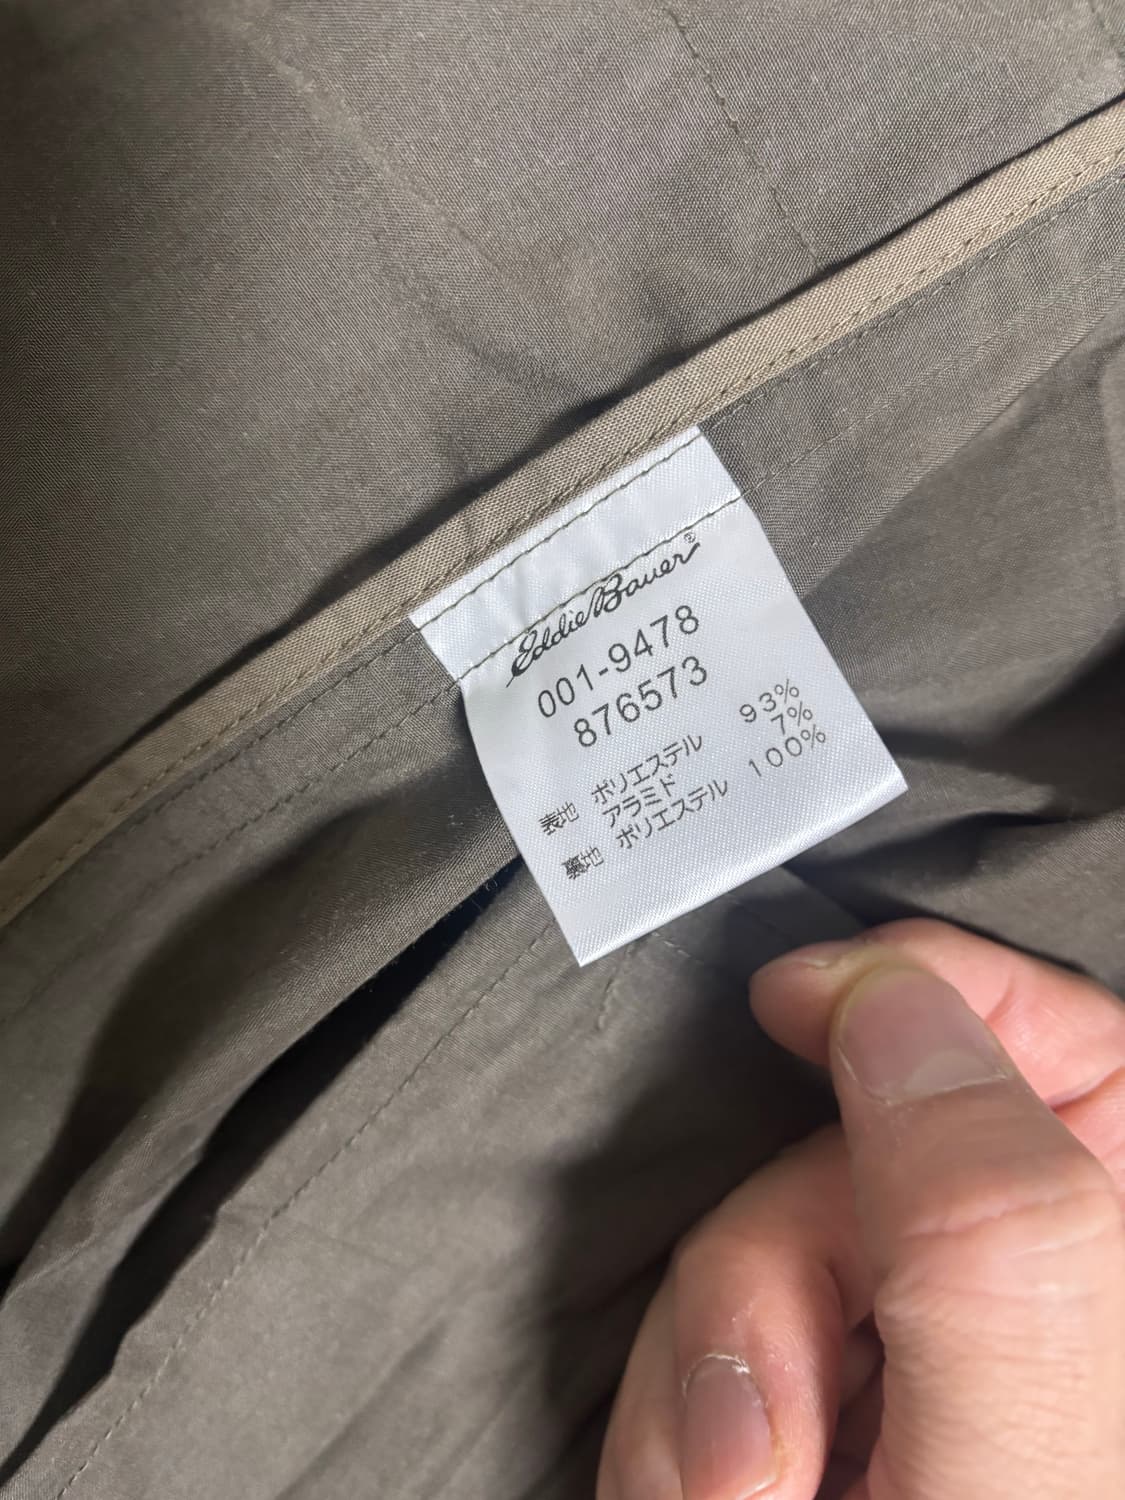 Eddie Bauer®
001-9478
876573
表地 ポリエステル 93%
アラミド 7%
裏地 ポリエステル 100%